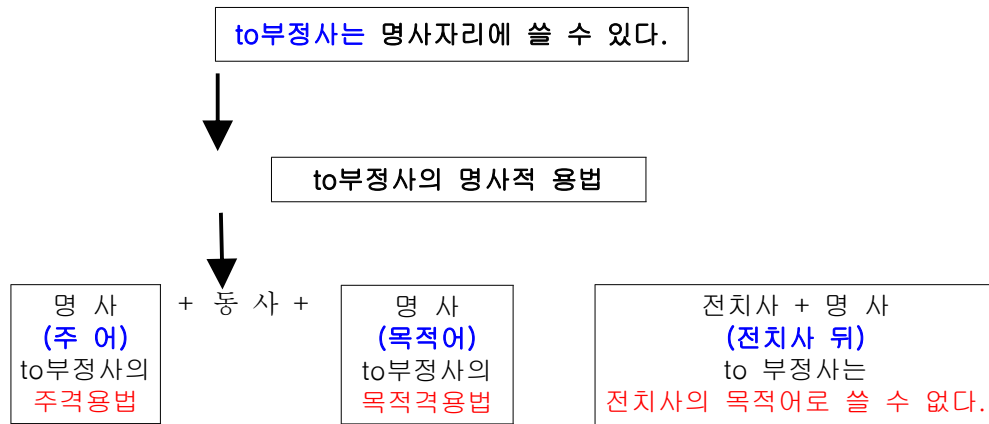 to부정사는 명사자리에 쓸 수 있다.
to부정사의 명사적 용법
명 사
(주 어)
to부정사의
주격용법
+ 동 사 +
명 사
(목적어)
to부정사의
목적격용법
전치사 + 명 사
(전치사 뒤)
to 부정사는
전치사의 목적어로 쓸 수 없다.